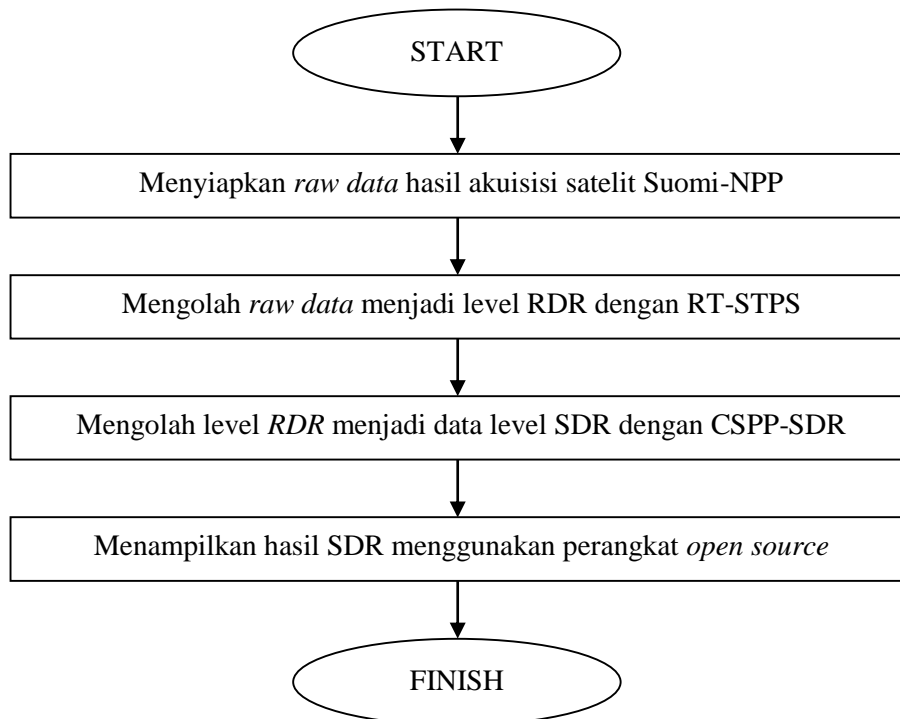 START
Menyiapkan raw data hasil akuisisi satelit Suomi-NPP
Mengolah raw data menjadi level RDR dengan RT-STPS
Mengolah level RDR menjadi data level SDR dengan CSPP-SDR
Menampilkan hasil SDR menggunakan perangkat open source
FINISH